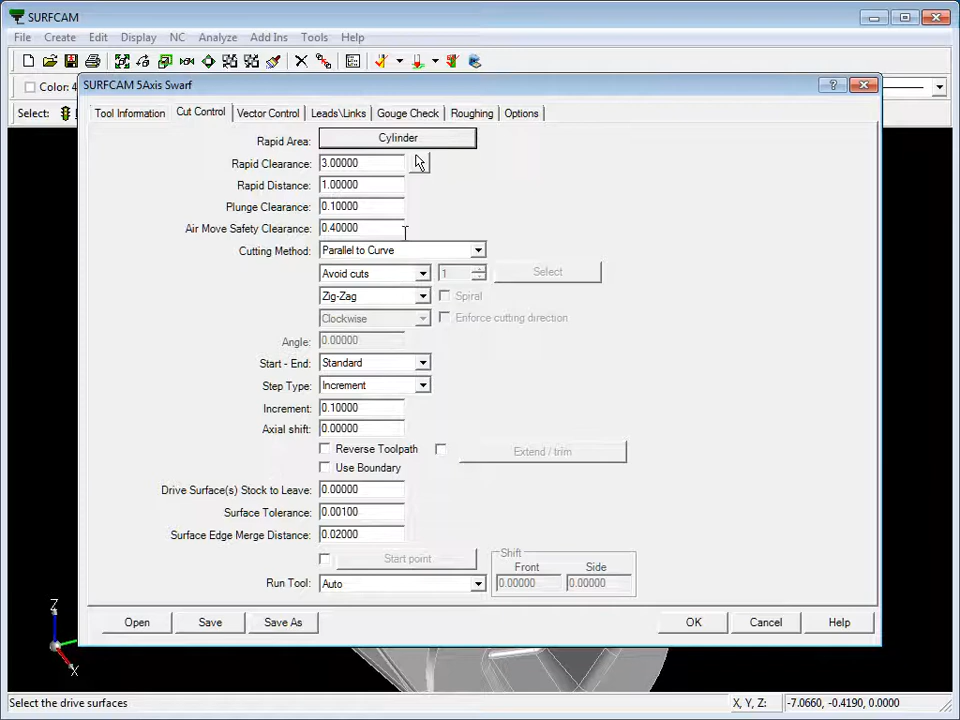 SURFCAM
File Create Edit Display NC Analyze Add Ins Tools Help
Color: 4
Select:
SURFCAM 5Axis Swarf
Tool Information Cut Control Vector Control Leads\Links Gouge Check Roughing Options
Rapid Area: Cylinder
Rapid Clearance: 3.00000
Rapid Distance: 1.00000
Plunge Clearance: 0.10000
Air Move Safety Clearance: 0.40000
Cutting Method: Parallel to Curve
Avoid cuts 1 Select
Zig-Zag Spiral
Clockwise Enforce cutting direction
Angle: 0.00000
Start - End: Standard
Step Type: Increment
Increment: 0.10000
Axial shift: 0.00000
Reverse Toolpath Extend / trim
Use Boundary
Drive Surface(s) Stock to Leave: 0.00000
Surface Tolerance: 0.00100
Surface Edge Merge Distance: 0.02000
Start point
Shift
Front Side
Run Tool: Auto 0.00000 0.00000
Open Save Save As OK Cancel Help
Z
X
Select the drive surfaces X, Y, Z: -7.0660, -0.4190, 0.0000